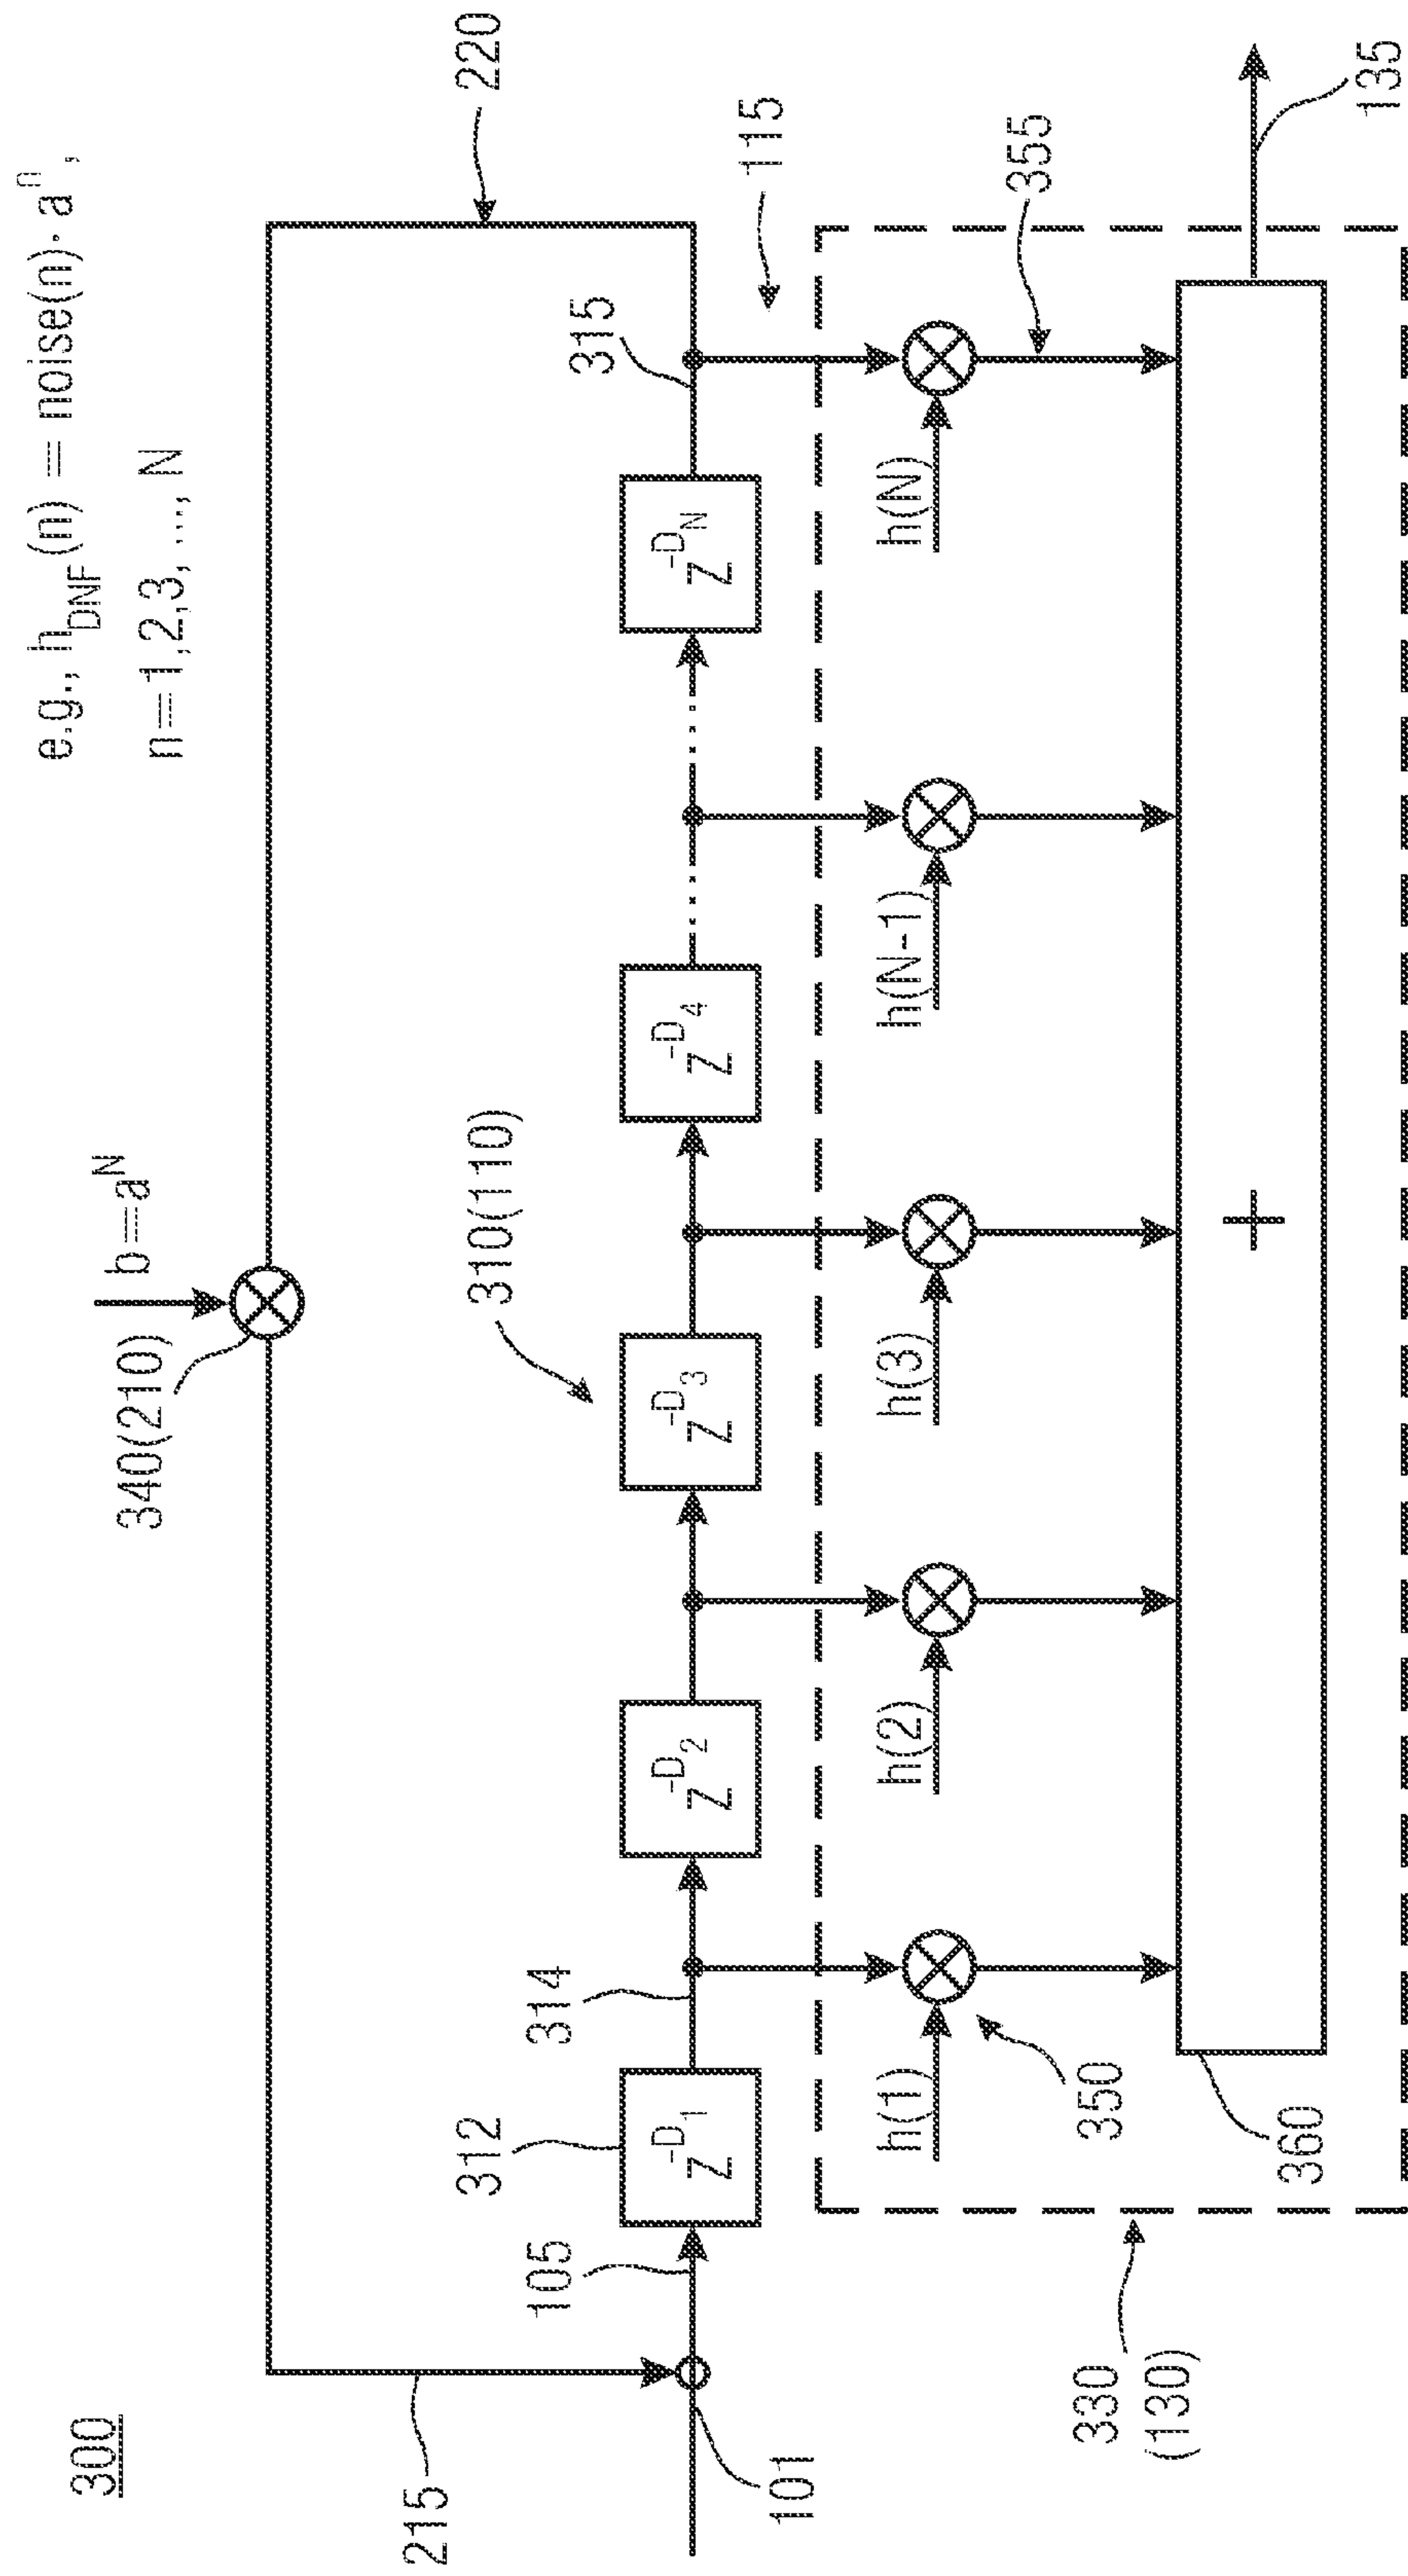 300
e.g., h_DNF(n) = noise(n)· a^n,
n=1,2,3,..., N
b=a^N
340(210)
220
215
310(110)
312
314
315
105
101
115
z^-D_1
z^-D_2
z^-D_3
z^-D_4
z^-D_N
h(1)
h(2)
h(3)
h(N-1)
h(N)
350
355
+
360
330
(130)
135